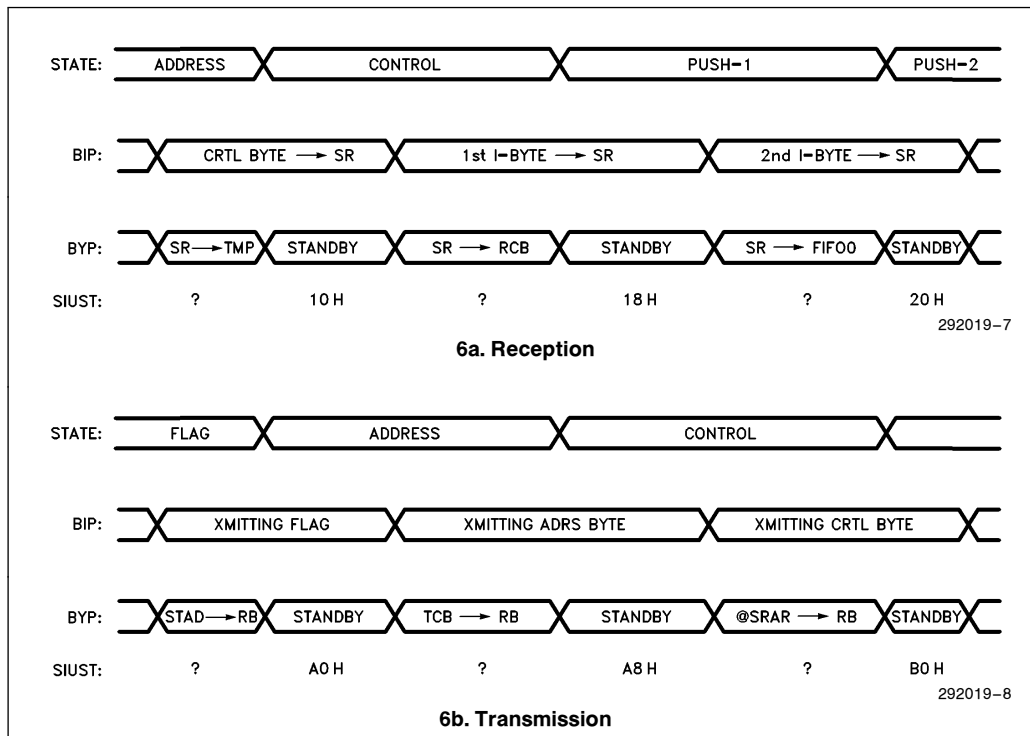 STATE: ADDRESS CONTROL PUSH-1 PUSH-2
BIP: CRTL BYTE → SR 1st I-BYTE → SR 2nd I-BYTE → SR
BYP: SR → TMP STANDBY SR → RCB STANDBY SR → FIFO0 STANDBY
SIUST: ? 10 H ? 18 H ? 20 H
292019-7
6a. Reception
STATE: FLAG ADDRESS CONTROL
BIP: XMITTING FLAG XMITTING ADRS BYTE XMITTING CRTL BYTE
BYP: STAD → RB STANDBY TCB → RB STANDBY @SRAR → RB STANDBY
SIUST: ? A0 H ? A8 H ? B0 H
292019-8
6b. Transmission